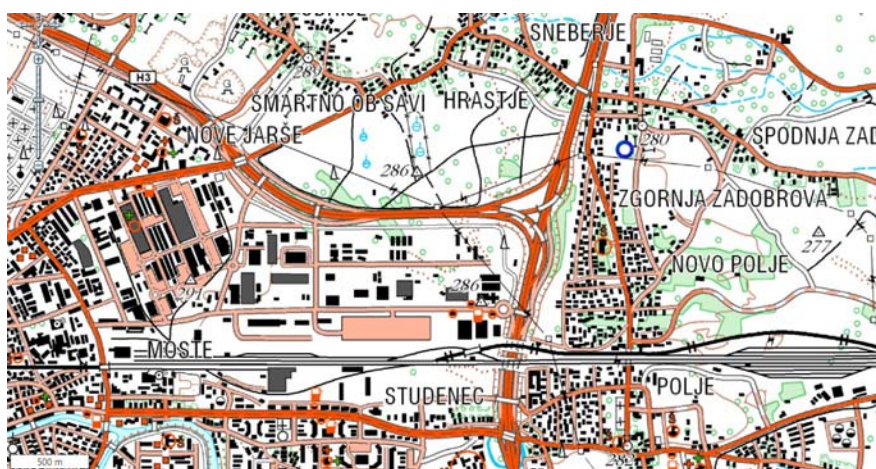 SNEBERJE
H3
289
ŠMARTNO OB SAVI
HRASTJE
NOVE JARŠE
280
SPODNJA ZAD
286
ZGORNJA ZADOBROVA
277
NOVO POLJE
286
MOSTE
STUDENEC
POLJE
282
500 m